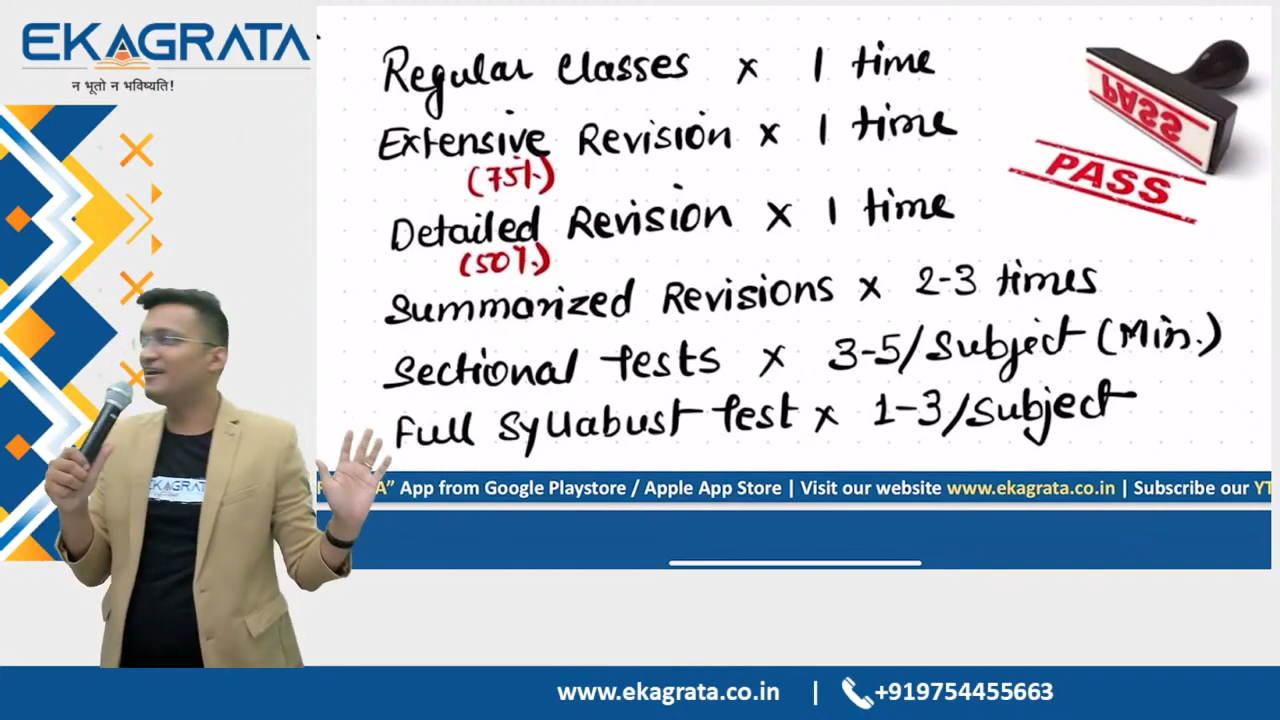 EKAGRATA
न भूतो न भविष्यति!
Regular Classes x 1 time
Extensive Revision x 1 time
(75%)
Detailed Revision x 1 time
(50%)
Summarized Revisions x 2-3 times
Sectional Tests x 3-5/Subject (Min.)
Full Syllabust Test x 1-3/Subject
PASS
PASS
EKAGRATA
A” App from Google Playstore / Apple App Store | Visit our website www.ekagrata.co.in | Subscribe our YT
www.ekagrata.co.in | +919754455663